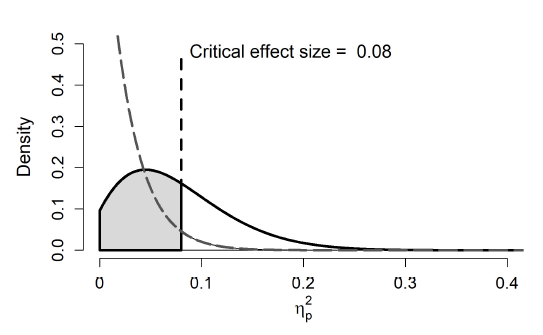 Critical effect size = 0.08
Density
0.0 0.1 0.2 0.3 0.4 0.5
0 0.1 0.2 0.3 0.4
η²p